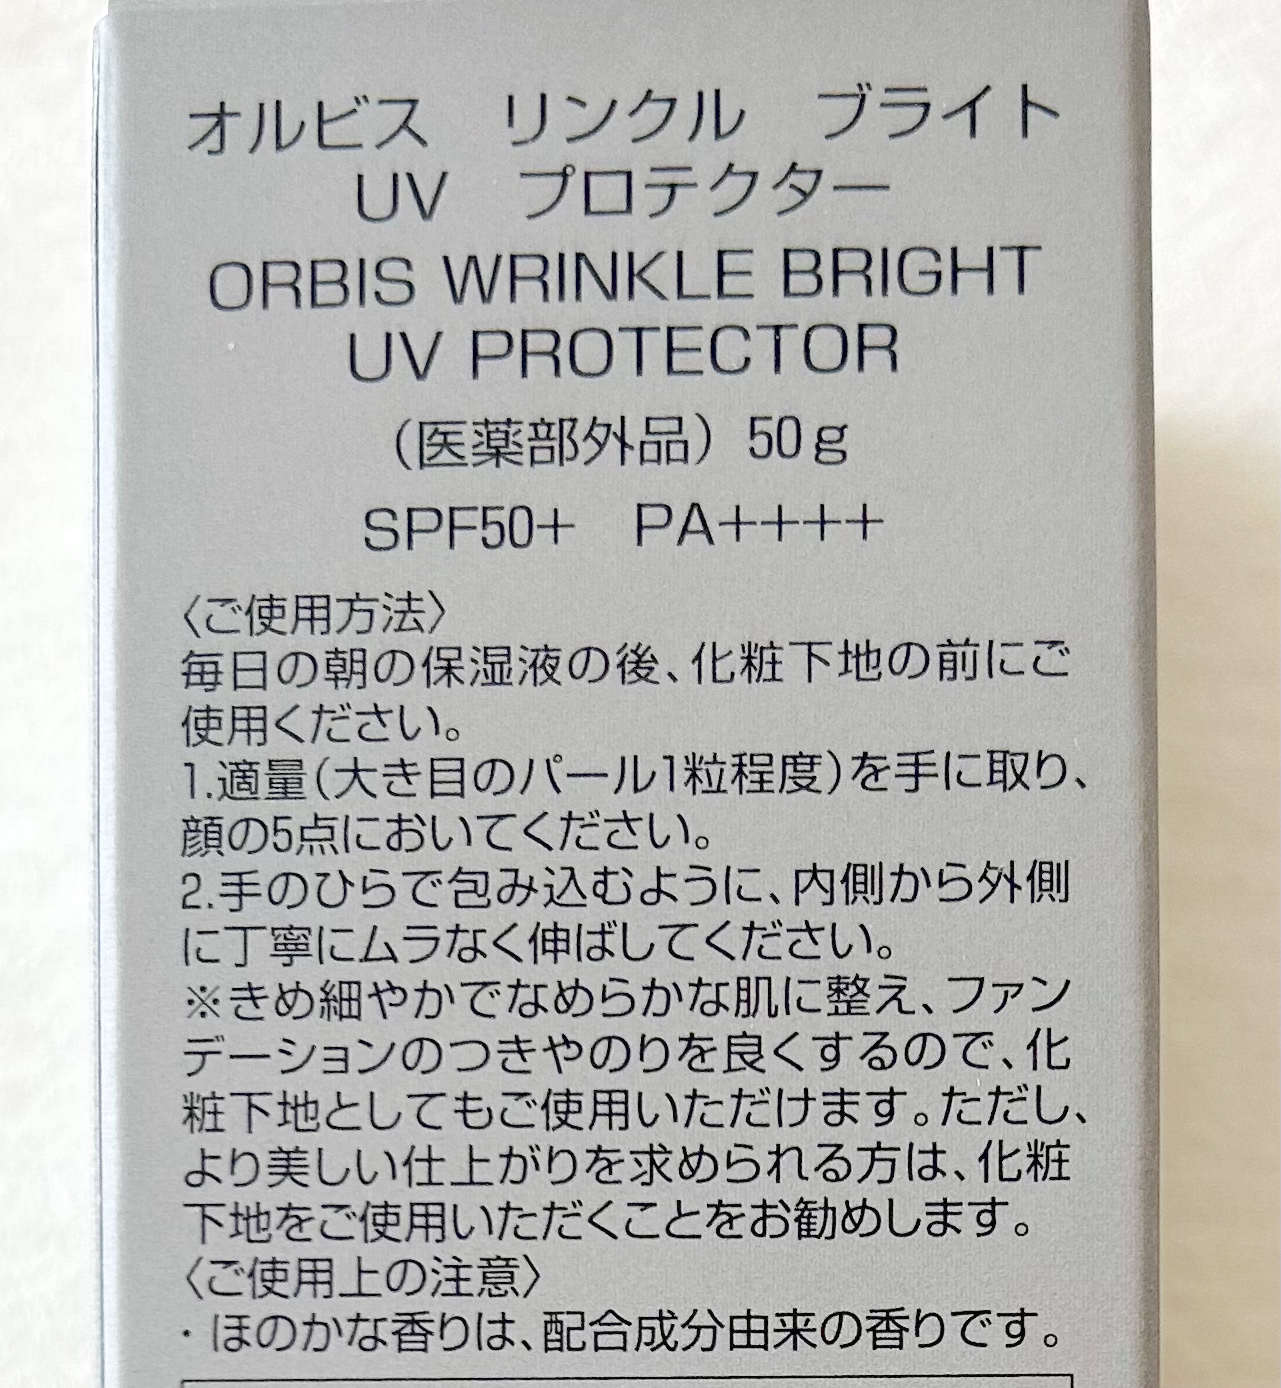 オルビス　リンクル　ブライト
UV　プロテクター
ORBIS WRINKLE BRIGHT
UV PROTECTOR
（医薬部外品）50g
SPF50+　PA++++
〈ご使用方法〉
毎日の朝の保湿液の後、化粧下地の前にご
使用ください。
1.適量（大き目のパール1粒程度）を手に取り、
顔の5点においてください。
2.手のひらで包み込むように、内側から外側
に丁寧にムラなく伸ばしてください。
※きめ細やかでなめらかな肌に整え、ファン
デーションのつきやのりを良くするので、化
粧下地としてもご使用いただけます。ただし、
より美しい仕上がりを求められる方は、化粧
下地をご使用いただくことをお勧めします。
〈ご使用上の注意〉
・ほのかな香りは、配合成分由来の香りです。